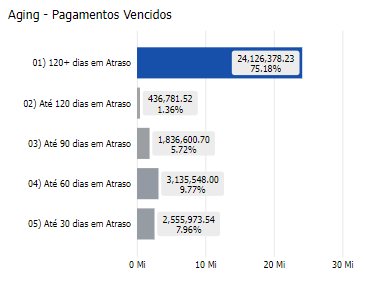 Aging - Pagamentos Vencidos
01) 120+ dias em Atraso
24,126,378.23
75.18%
02) Até 120 dias em Atraso
436,781.52
1.36%
03) Até 90 dias em Atraso
1,836,600.70
5.72%
04) Até 60 dias em Atraso
3,135,548.00
9.77%
05) Até 30 dias em Atraso
2,555,973.54
7.96%
0 Mi 10 Mi 20 Mi 30 Mi